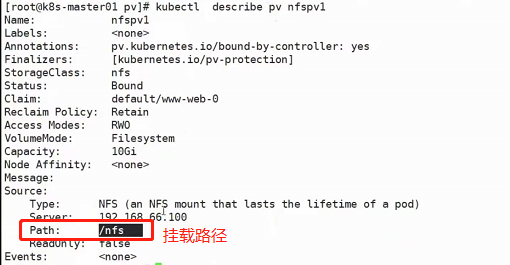 [root@k8s-master01 pv]# kubectl  describe pv nfspv1
Name:            nfspv1
Labels:          <none>
Annotations:     pv.kubernetes.io/bound-by-controller: yes
Finalizers:      [kubernetes.io/pv-protection]
StorageClass:    nfs
Status:          Bound
Claim:           default/www-web-0
Reclaim Policy:  Retain
Access Modes:    RWO
VolumeMode:      Filesystem
Capacity:        10Gi
Node Affinity:   <none>
Message:
Source:
    Type:      NFS (an NFS mount that lasts the lifetime of a pod)
    Server:    192.168.66.100
    Path:      /nfs 挂载路径
    ReadOnly:  false
Events:        <none>